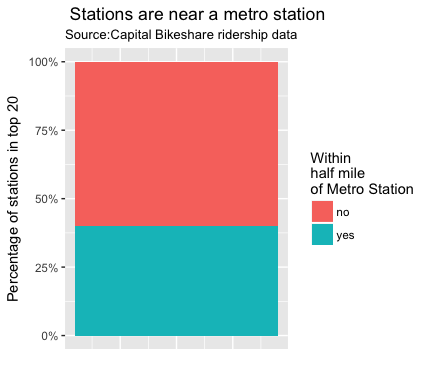 Stations are near a metro station
Source:Capital Bikeshare ridership data
Percentage of stations in top 20
100%
75%
50%
25%
0%
Within
half mile
of Metro Station
no
yes